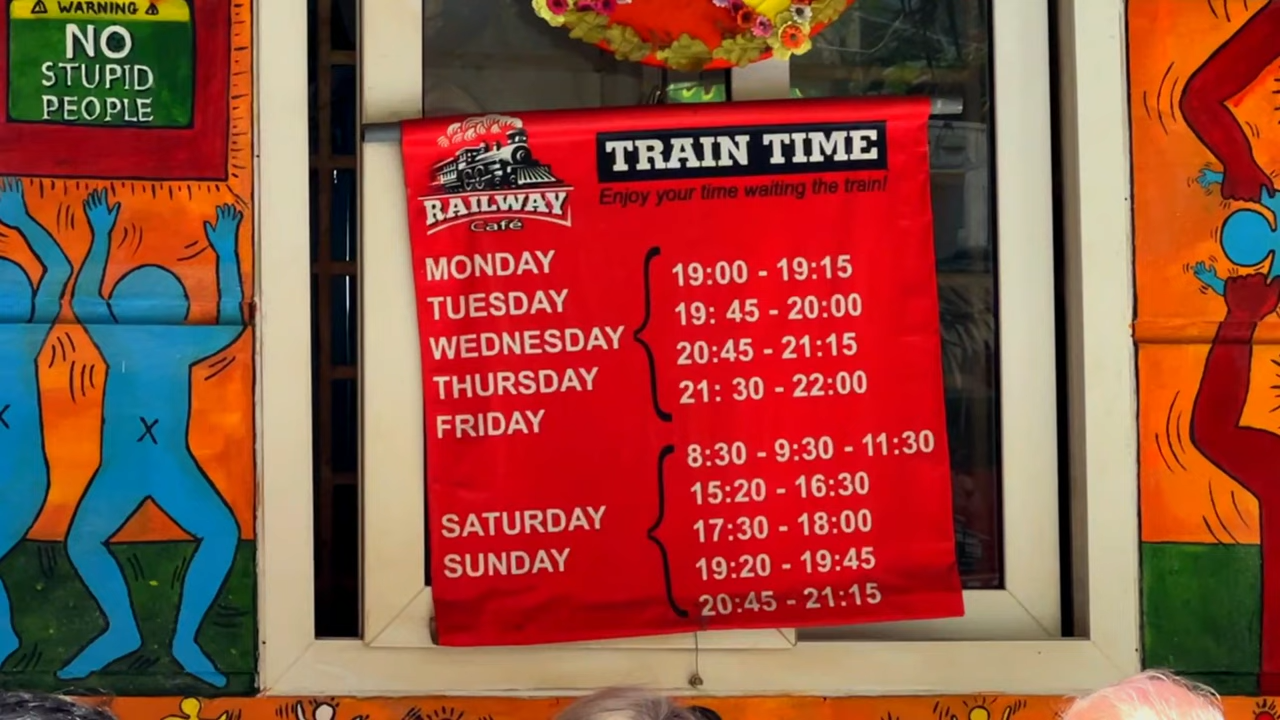 WARNING
NO
STUPID
PEOPLE
TRAIN TIME
Enjoy your time waiting the train!
RAILWAY
Café
MONDAY
TUESDAY
WEDNESDAY
THURSDAY
FRIDAY
19:00 - 19:15
19: 45 - 20:00
20:45 - 21:15
21: 30 - 22:00
SATURDAY
SUNDAY
8:30 - 9:30 - 11:30
15:20 - 16:30
17:30 - 18:00
19:20 - 19:45
20:45 - 21:15